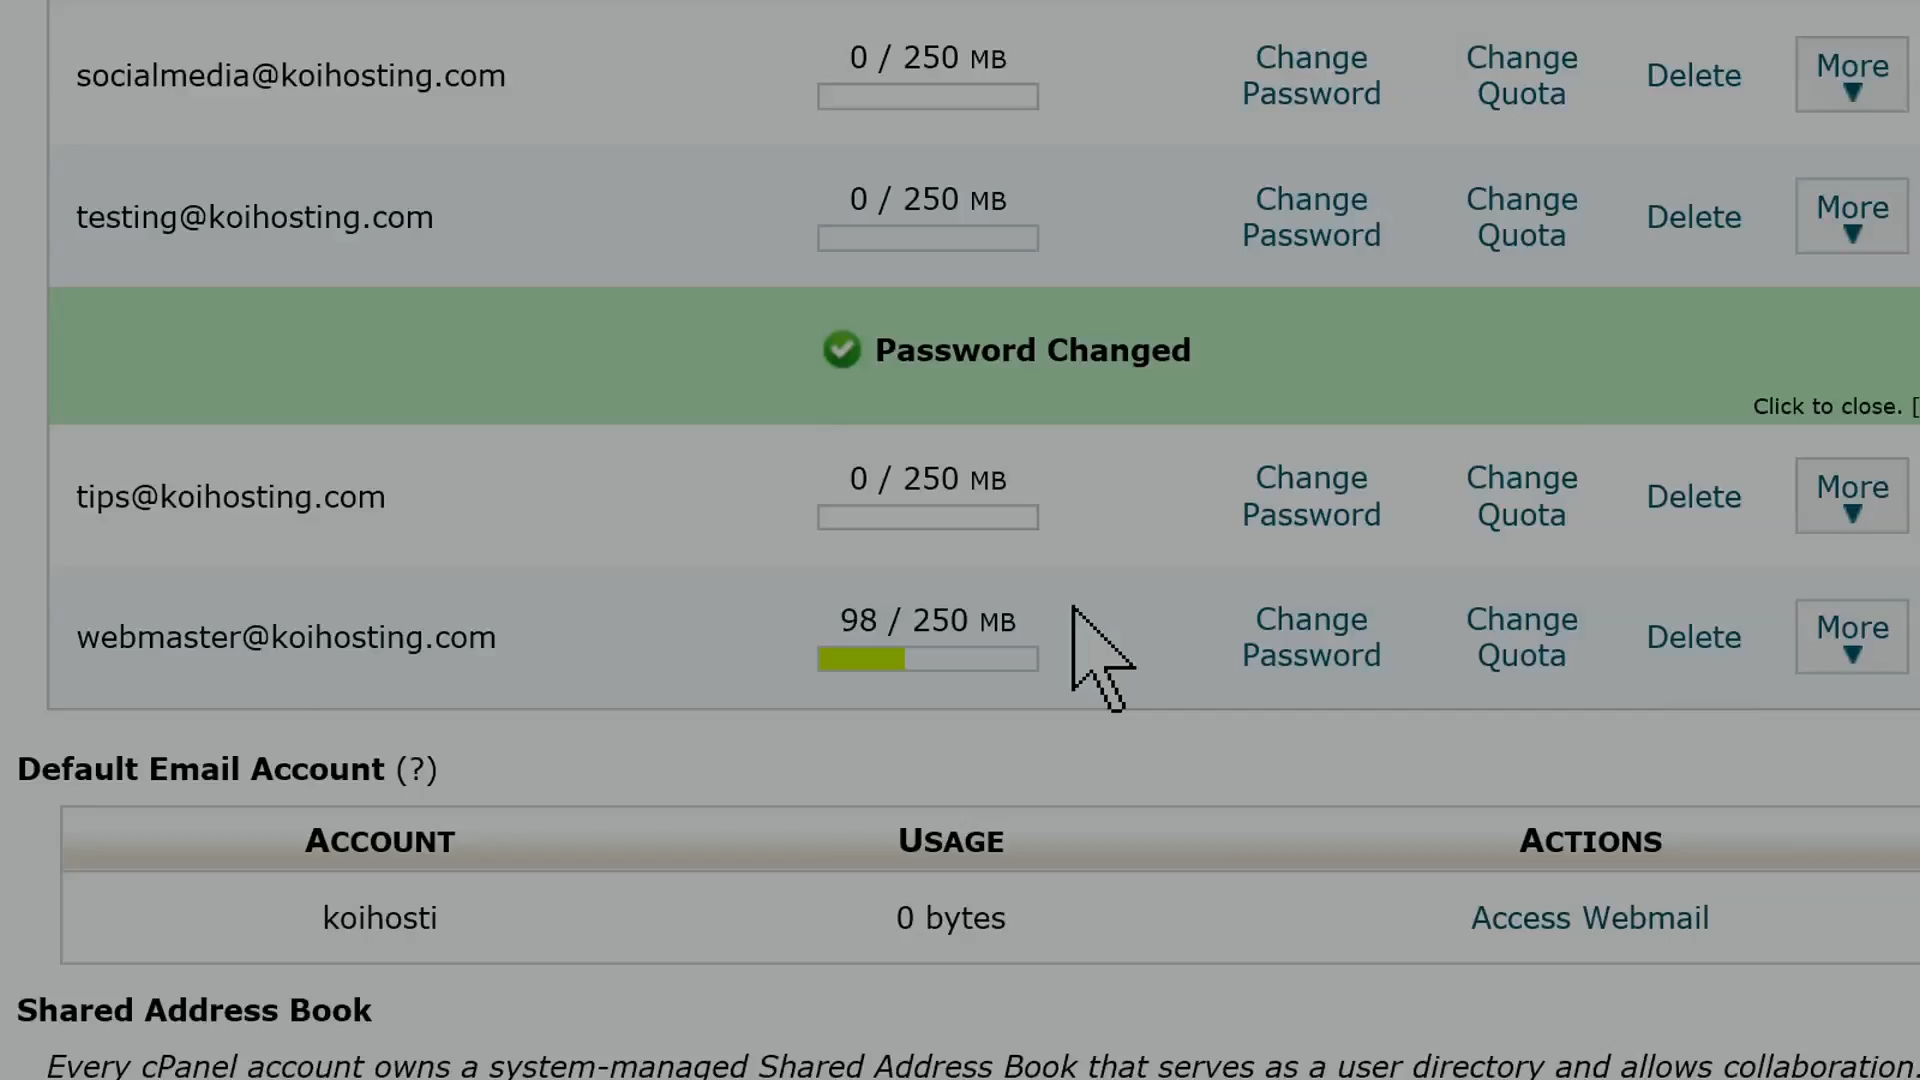 socialmedia@koihosting.com 0 / 250 MB Change Password Change Quota Delete More
testing@koihosting.com 0 / 250 MB Change Password Change Quota Delete More
Password Changed
Click to close. [
tips@koihosting.com 0 / 250 MB Change Password Change Quota Delete More
webmaster@koihosting.com 98 / 250 MB Change Password Change Quota Delete More
Default Email Account (?)
ACCOUNT USAGE ACTIONS
koihosti 0 bytes Access Webmail
Shared Address Book
Every cPanel account owns a system-managed Shared Address Book that serves as a user directory and allows collaboration.